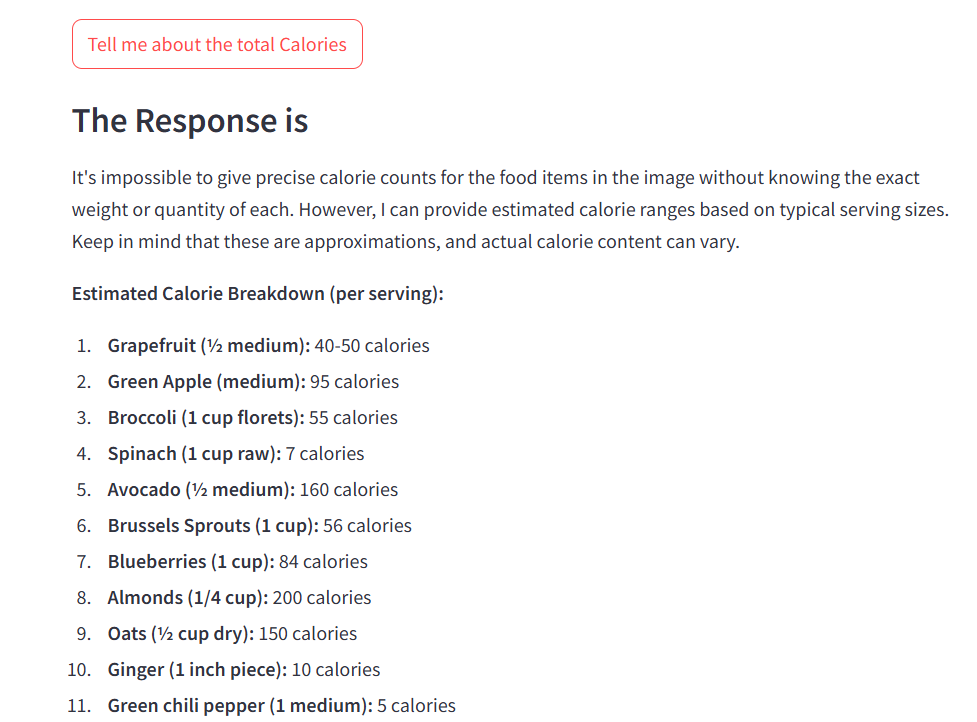 Tell me about the total Calories
The Response is
It's impossible to give precise calorie counts for the food items in the image without knowing the exact
weight or quantity of each. However, I can provide estimated calorie ranges based on typical serving sizes.
Keep in mind that these are approximations, and actual calorie content can vary.
Estimated Calorie Breakdown (per serving):
1. Grapefruit (½ medium): 40-50 calories
2. Green Apple (medium): 95 calories
3. Broccoli (1 cup florets): 55 calories
4. Spinach (1 cup raw): 7 calories
5. Avocado (½ medium): 160 calories
6. Brussels Sprouts (1 cup): 56 calories
7. Blueberries (1 cup): 84 calories
8. Almonds (1/4 cup): 200 calories
9. Oats (½ cup dry): 150 calories
10. Ginger (1 inch piece): 10 calories
11. Green chili pepper (1 medium): 5 calories